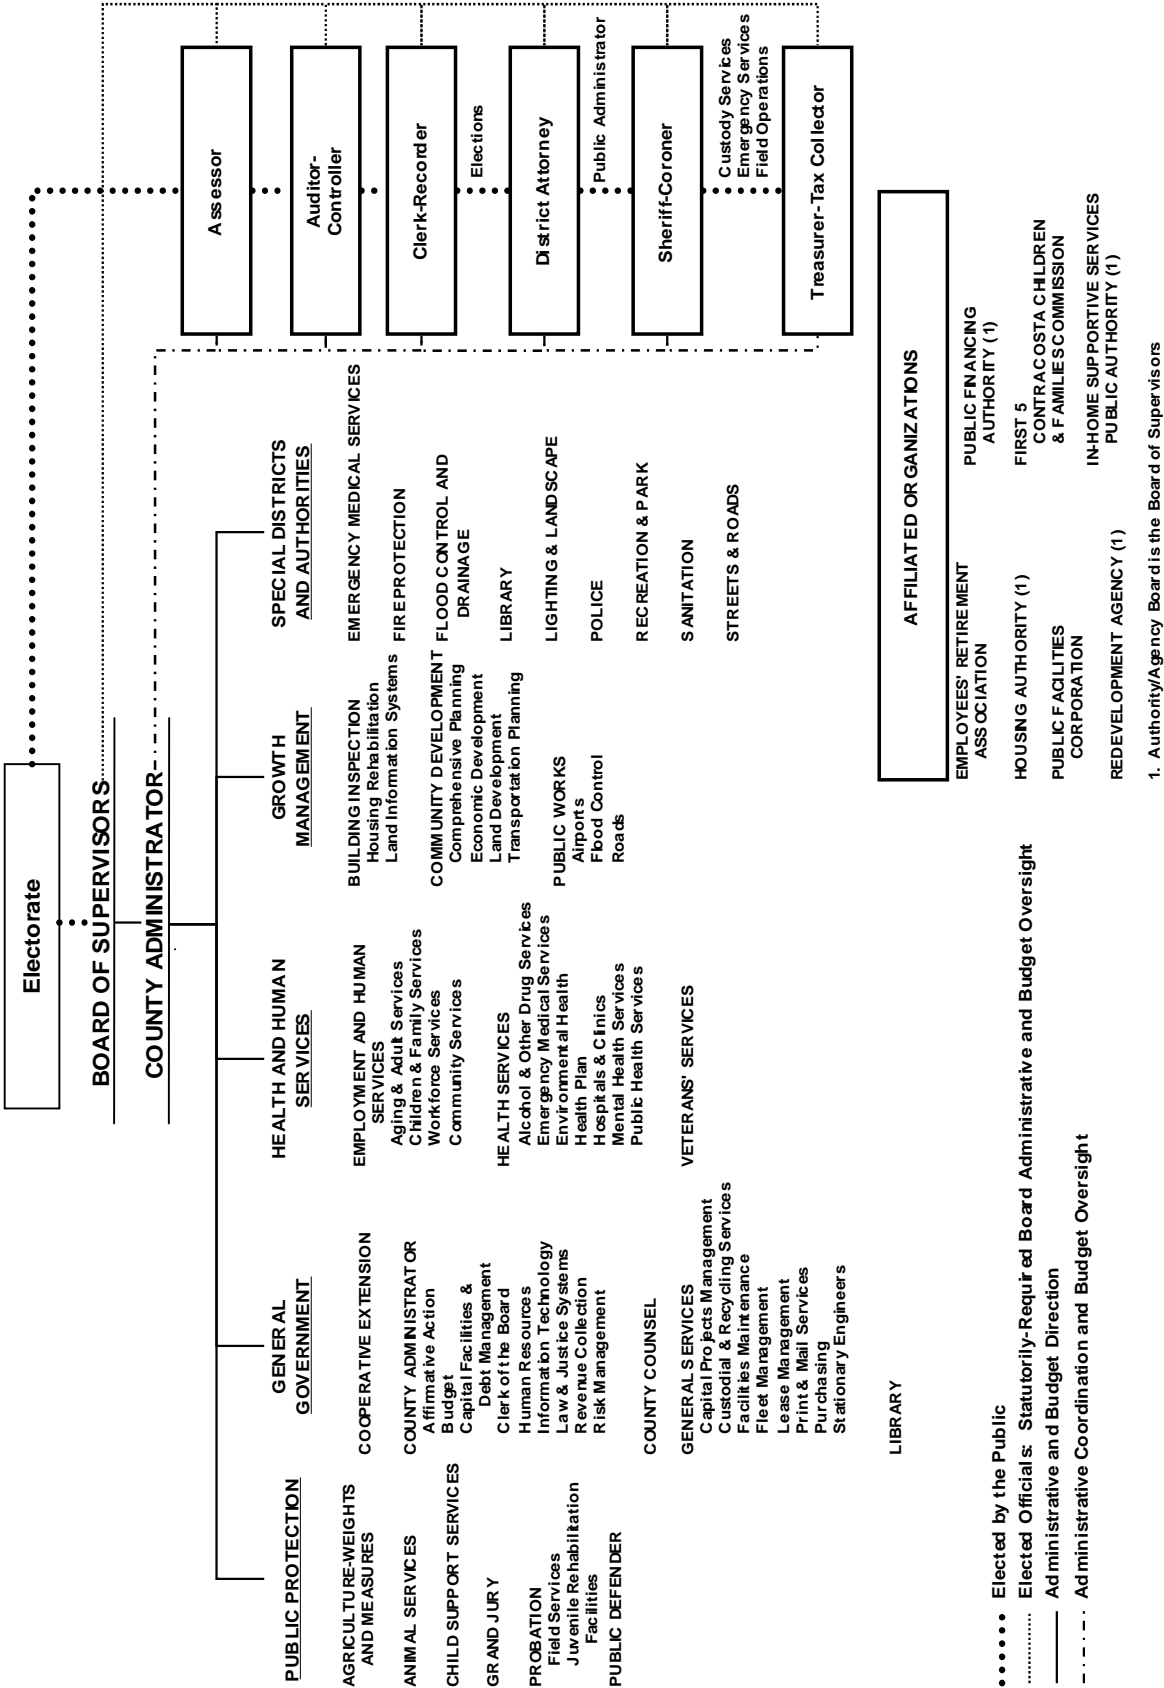 Electorate
BOARD OF SUPERVISORS
COUNTY ADMINISTRATOR
PUBLIC PROTECTION
AGRICULTURE-WEIGHTS
AND MEASURES
ANIMAL SERVICES
CHILD SUPPORT SERVICES
GRAND JURY
PROBATION
Field Services
Juvenile Rehabilitation
Facilities
PUBLIC DEFENDER
GENERAL
GOVERNMENT
COOPERATIVE EXTENSION
COUNTY ADMINISTRATOR
Affirmative Action
Budget
Capital Facilities &
Debt Management
Clerk of the Board
Human Resources
Information Technology
Law & Justice Systems
Revenue Collection
Risk Management
COUNTY COUNSEL
GENERAL SERVICES
Capital Projects Management
Custodial & Recycling Services
Facilities Maintenance
Fleet Management
Lease Management
Print & Mail Services
Purchasing
Stationary Engineers
LIBRARY
HEALTH AND HUMAN
SERVICES
EMPLOYMENT AND HUMAN
SERVICES
Aging & Adult Services
Children & Family Services
Workforce Services
Community Services
HEALTH SERVICES
Alcohol & Other Drug Services
Emergency Medical Services
Environmental Health
Health Plan
Hospitals & Clinics
Mental Health Services
Public Health Services
VETERANS' SERVICES
GROWTH
MANAGEMENT
BUILDING INSPECTION
Housing Rehabilitation
Land Information Systems
COMMUNITY DEVELOPMENT
Comprehensive Planning
Economic Development
Land Development
Transportation Planning
PUBLIC WORKS
Airports
Flood Control
Roads
SPECIAL DISTRICTS
AND AUTHORITIES
EMERGENCY MEDICAL SERVICES
FIRE PROTECTION
FLOOD CONTROL AND
DRAINAGE
LIBRARY
LIGHTING & LANDSCAPE
POLICE
RECREATION & PARK
SANITATION
STREETS & ROADS
Assessor
Auditor-
Controller
Clerk-Recorder
Elections
District Attorney
Public Administrator
Sheriff-Coroner
Custody Services
Emergency Services
Field Operations
Treasurer-Tax Collector
AFFILIATED ORGANIZATIONS
EMPLOYEES' RETIREMENT
ASSOCIATION
HOUSING AUTHORITY (1)
PUBLIC FACILITIES
CORPORATION
REDEVELOPMENT AGENCY (1)
PUBLIC FINANCING
AUTHORITY (1)
FIRST 5
CONTRA COSTA CHILDREN
& FAMILIES COMMISSION
IN-HOME SUPPORTIVE SERVICES
PUBLIC AUTHORITY (1)
1. Authority/Agency Board is the Board of Supervisors
Elected by the Public
Elected Officials: Statutorily-Required Board Administrative and Budget Oversight
Administrative and Budget Direction
Administrative Coordination and Budget Oversight